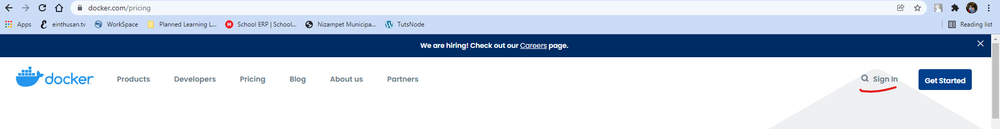 docker.com/pricing
Apps einthusan.tv WorkSpace Planned Learning L... School ERP | School... Nizampet Municipa... TutsNode Reading list
We are hiring! Check out our Careers page.
docker Products Developers Pricing Blog About us Partners Sign In Get Started